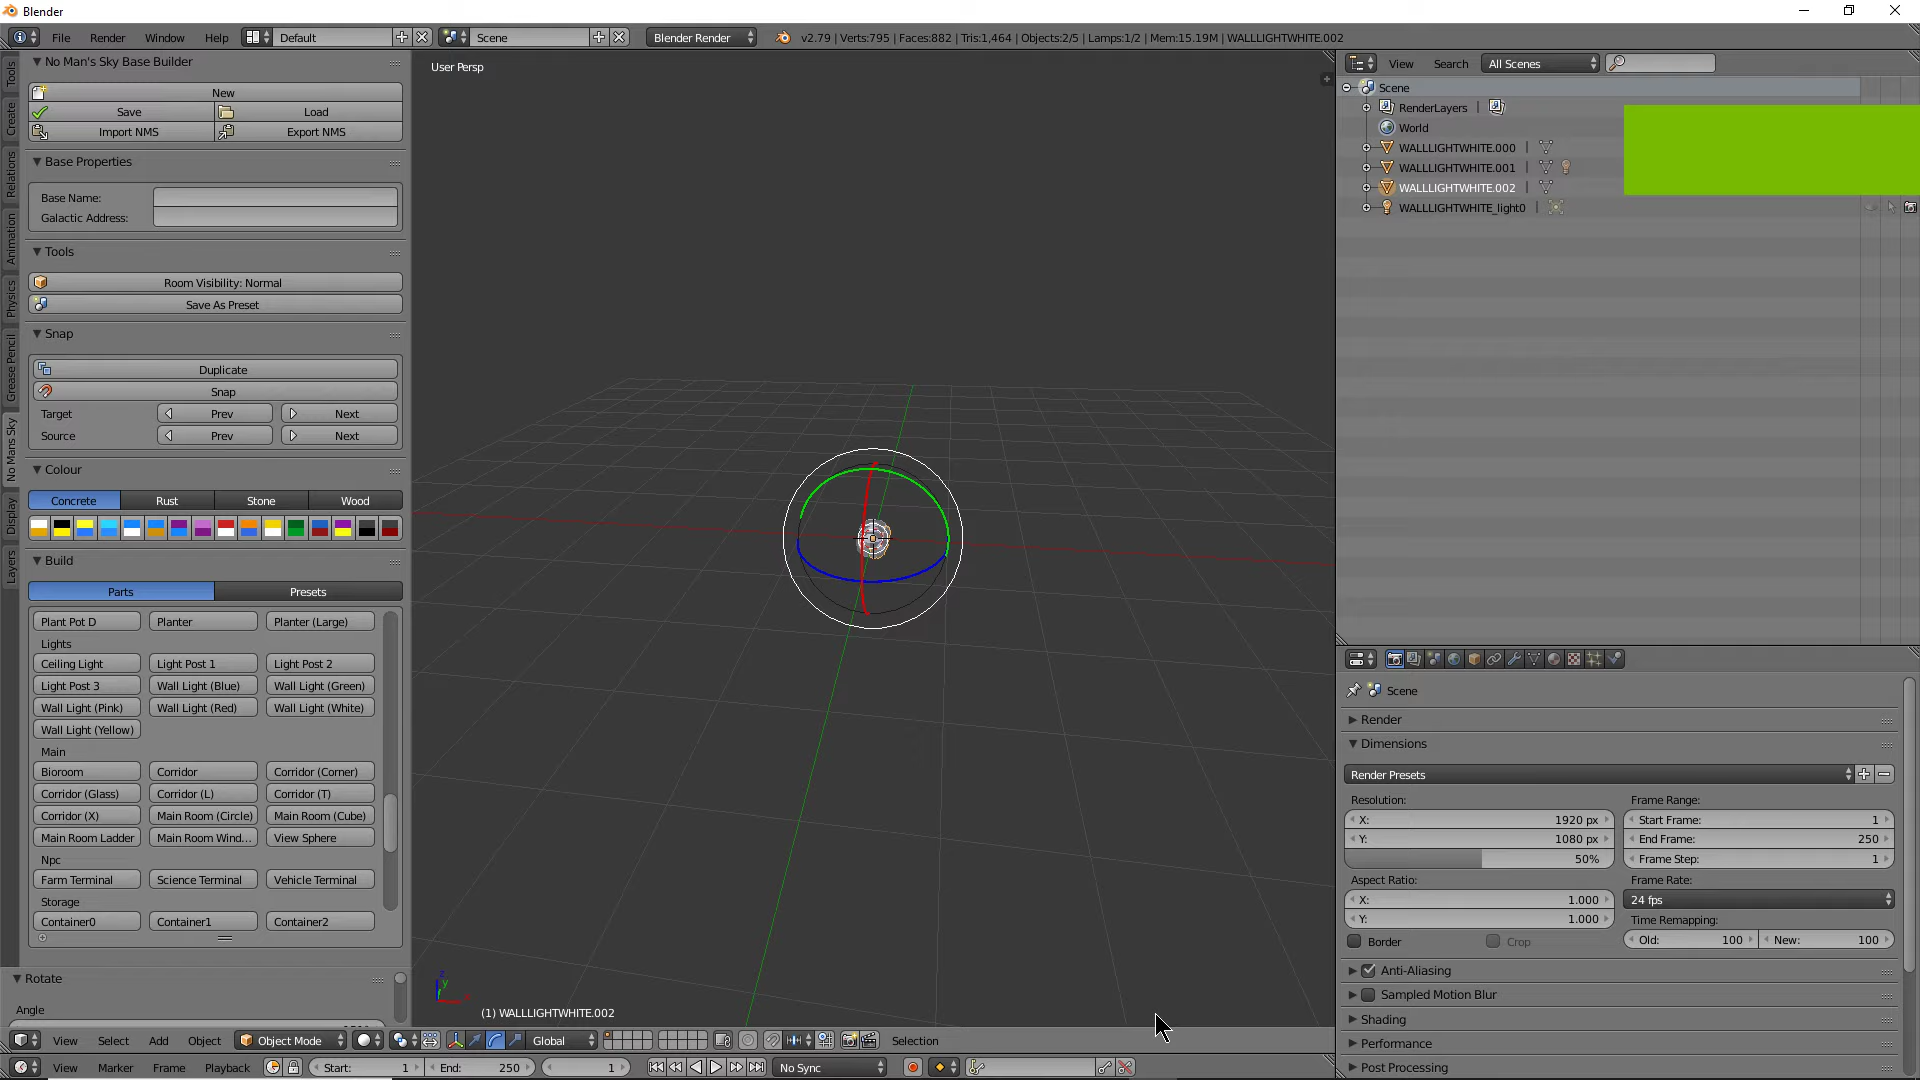 Blender
File Render Window Help Default Scene Blender Render v2.79 | Verts:795 | Faces:882 | Tris:1,464 | Objects:2/5 | Lamps:1/2 | Mem:15.19M | WALLLIGHTWHITE.002
Tools
Create
Relations
Animation
Physics
Grease Pencil
No Mans Sky
Display
Layers
No Man's Sky Base Builder
New
Save Load
Import NMS Export NMS
Base Properties
Base Name:
Galactic Address:
Tools
Room Visibility: Normal
Save As Preset
Snap
Duplicate
Snap
Target Prev Next
Source Prev Next
Colour
Concrete Rust Stone Wood
Build
Parts Presets
Plant Pot D Planter Planter (Large)
Lights
Ceiling Light Light Post 1 Light Post 2
Light Post 3 Wall Light (Blue) Wall Light (Green)
Wall Light (Pink) Wall Light (Red) Wall Light (White)
Wall Light (Yellow)
Main
Bioroom Corridor Corridor (Corner)
Corridor (Glass) Corridor (L) Corridor (T)
Corridor (X) Main Room (Circle) Main Room (Cube)
Main Room Ladder Main Room Wind... View Sphere
Npc
Farm Terminal Science Terminal Vehicle Terminal
Storage
Container0 Container1 Container2
Rotate
Angle
User Persp
z
y
x
(1) WALLLIGHTWHITE.002
View Select Add Object Object Mode Global Selection
View Marker Frame Playback Start: 1 End: 250 1 No Sync
View Search All Scenes
Scene
RenderLayers |
World
WALLLIGHTWHITE.000 |
WALLLIGHTWHITE.001 |
WALLLIGHTWHITE.002 |
WALLLIGHTWHITE_light0 |
Scene
Render
Dimensions
Render Presets
Resolution: Frame Range:
X: 1920 px Start Frame: 1
Y: 1080 px End Frame: 250
50% Frame Step: 1
Aspect Ratio: Frame Rate:
X: 1.000 24 fps
Y: 1.000 Time Remapping:
Border Crop Old: 100 New: 100
Anti-Aliasing
Sampled Motion Blur
Shading
Performance
Post Processing